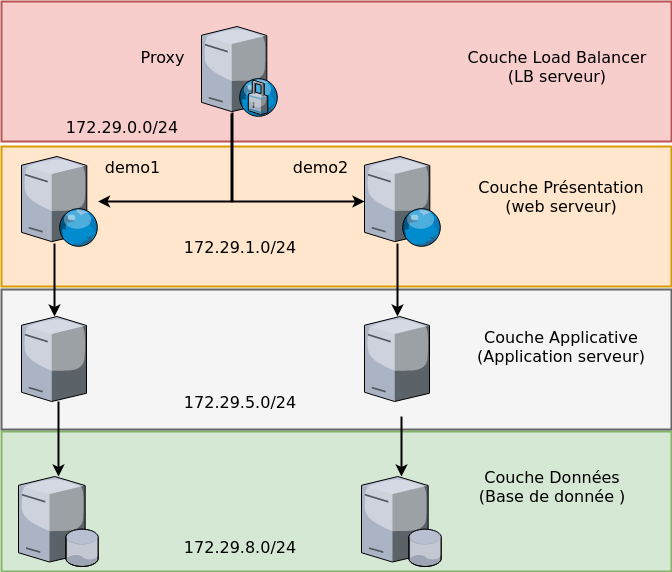 Proxy
Couche Load Balancer
(LB serveur)
172.29.0.0/24
demo1
demo2
Couche Présentation
(web serveur)
172.29.1.0/24
Couche Applicative
(Application serveur)
172.29.5.0/24
Couche Données
(Base de donnée )
172.29.8.0/24